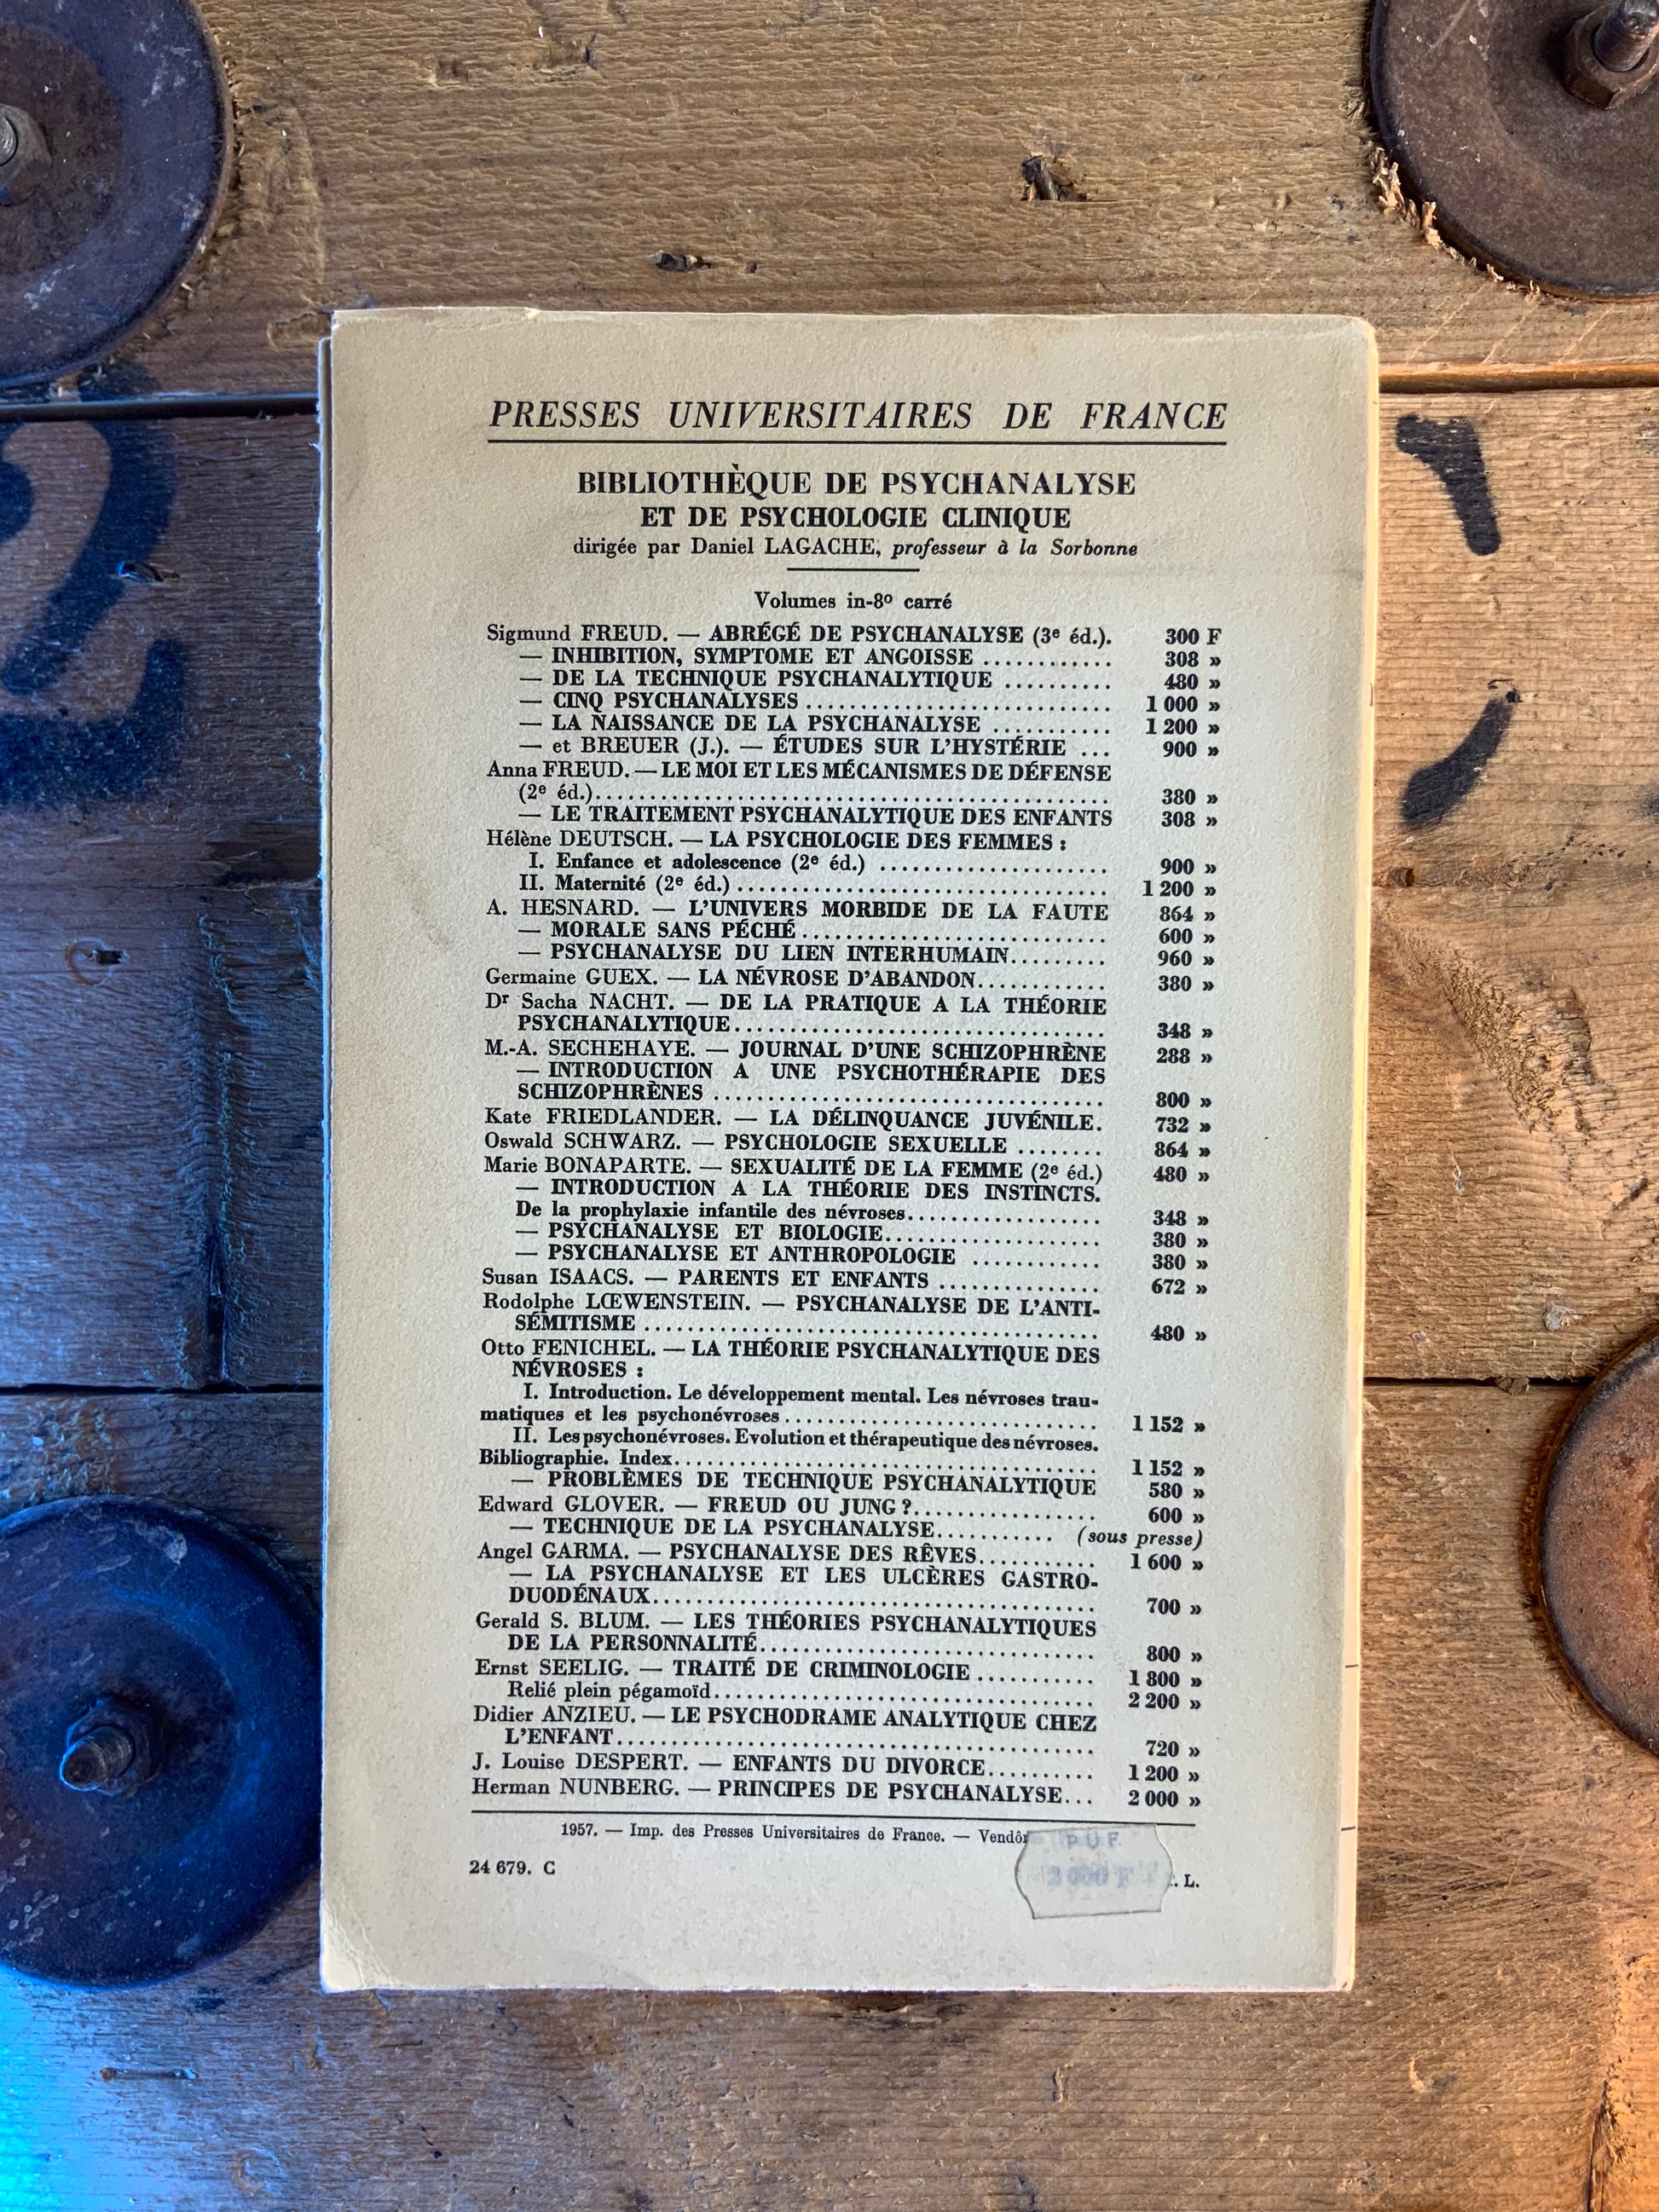 PRESSES UNIVERSITAIRES DE FRANCE
BIBLIOTHÈQUE DE PSYCHANALYSE
ET DE PSYCHOLOGIE CLINIQUE
dirigée par Daniel LAGACHE, professeur à la Sorbonne
Volumes in-8º carré
Sigmund FREUD. — ABRÉGÉ DE PSYCHANALYSE (3e éd.). 300 F
— INHIBITION, SYMPTOME ET ANGOISSE ............ 308 »
— DE LA TECHNIQUE PSYCHANALYTIQUE .......... 480 »
— CINQ PSYCHANALYSES ............................ 1 000 »
— LA NAISSANCE DE LA PSYCHANALYSE ........... 1 200 »
— et BREUER (J.). — ÉTUDES SUR L'HYSTÉRIE ... 900 »
Anna FREUD. — LE MOI ET LES MÉCANISMES DE DÉFENSE
(2e éd.)............................................... 380 »
— LE TRAITEMENT PSYCHANALYTIQUE DES ENFANTS 308 »
Hélène DEUTSCH. — LA PSYCHOLOGIE DES FEMMES :
I. Enfance et adolescence (2e éd.) ..................... 900 »
II. Maternité (2e éd.) .................................. 1 200 »
A. HESNARD. — L'UNIVERS MORBIDE DE LA FAUTE 864 »
— MORALE SANS PÉCHÉ ............................ 600 »
— PSYCHANALYSE DU LIEN INTERHUMAIN......... 960 »
Germaine GUEX. — LA NÉVROSE D'ABANDON............ 380 »
Dr Sacha NACHT. — DE LA PRATIQUE A LA THÉORIE
PSYCHANALYTIQUE.................................. 348 »
M.-A. SECHEHAYE. — JOURNAL D'UNE SCHIZOPHRÈNE 288 »
— INTRODUCTION A UNE PSYCHOTHÉRAPIE DES
SCHIZOPHRÈNES .................................... 800 »
Kate FRIEDLANDER. — LA DÉLINQUANCE JUVÉNILE. 732 »
Oswald SCHWARZ. — PSYCHOLOGIE SEXUELLE ........ 864 »
Marie BONAPARTE. — SEXUALITÉ DE LA FEMME (2e éd.) 480 »
— INTRODUCTION A LA THÉORIE DES INSTINCTS.
De la prophylaxie infantile des névroses.................. 348 »
— PSYCHANALYSE ET BIOLOGIE.................... 380 »
— PSYCHANALYSE ET ANTHROPOLOGIE ............ 380 »
Susan ISAACS. — PARENTS ET ENFANTS ............... 672 »
Rodolphe LŒWENSTEIN. — PSYCHANALYSE DE L'ANTI-
SÉMITISME .......................................... 480 »
Otto FENICHEL. — LA THÉORIE PSYCHANALYTIQUE DES
NÉVROSES :
I. Introduction. Le développement mental. Les névroses trau-
matiques et les psychonévroses ............................. 1 152 »
II. Les psychonévroses. Evolution et thérapeutique des névroses.
Bibliographie. Index....................................... 1 152 »
— PROBLÈMES DE TECHNIQUE PSYCHANALYTIQUE 580 »
Edward GLOVER. — FREUD OU JUNG ?................. 600 »
— TECHNIQUE DE LA PSYCHANALYSE........... (sous presse)
Angel GARMA. — PSYCHANALYSE DES RÊVES........... 1 600 »
— LA PSYCHANALYSE ET LES ULCÈRES GASTRO-
DUODÉNAUX......................................... 700 »
Gerald S. BLUM. — LES THÉORIES PSYCHANALYTIQUES
DE LA PERSONNALITÉ............................... 800 »
Ernst SEELIG. — TRAITÉ DE CRIMINOLOGIE ........... 1 800 »
Relié plein pégamoïd................................... 2 200 »
Didier ANZIEU. — LE PSYCHODRAME ANALYTIQUE CHEZ
L'ENFANT............................................ 720 »
J. Louise DESPERT. — ENFANTS DU DIVORCE.......... 1 200 »
Herman NUNBERG. — PRINCIPES DE PSYCHANALYSE... 2 000 »
1957. — Imp. des Presses Universitaires de France. —
PUF
24 679. C
. L.